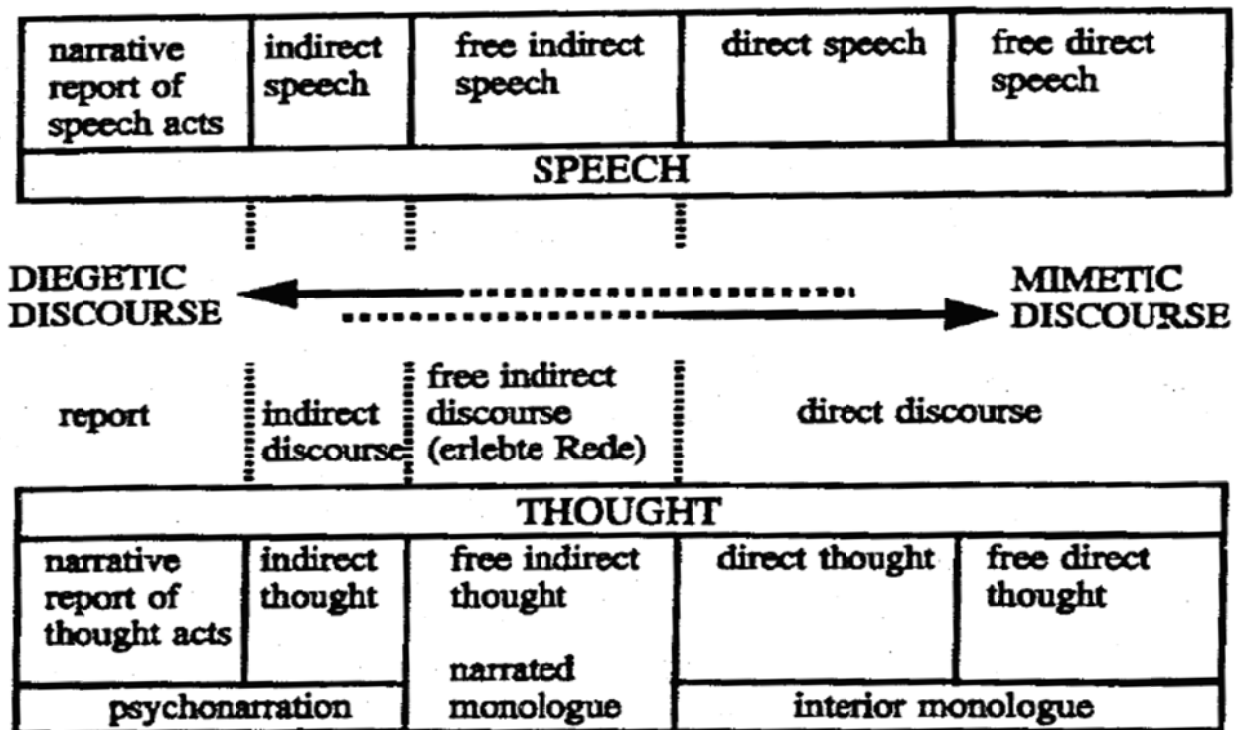 narrative
report of
speech acts
indirect
speech
free indirect
speech
direct speech
free direct
speech
SPEECH
DIEGETIC
DISCOURSE
MIMETIC
DISCOURSE
report
indirect
discourse
free indirect
discourse
(erlebte Rede)
direct discourse
THOUGHT
narrative
report of
thought acts
indirect
thought
psychonarration
free indirect
thought
narrated
monologue
direct thought
free direct
thought
interior monologue